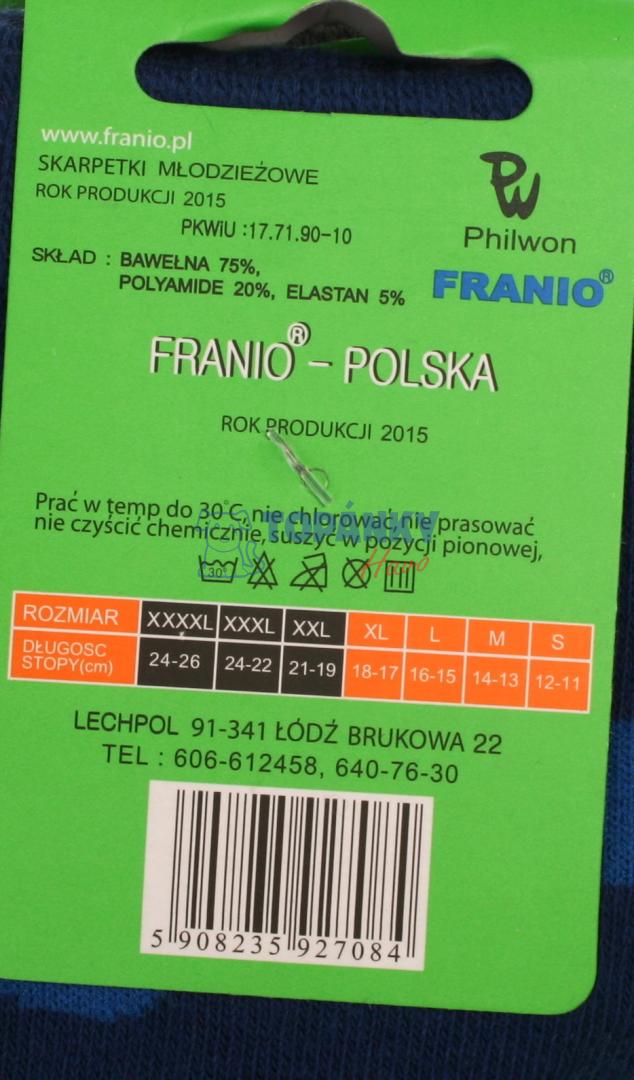 www.franio.pl
SKARPETKI MŁODZIEŻOWE
ROK PRODUKCJI 2015
PKWiU :17.71.90-10
SKŁAD : BAWEŁNA 75%,
POLYAMIDE 20%, ELASTAN 5%
PW
Philwon
FRANIO®
FRANIO® - POLSKA
ROK PRODUKCJI 2015
Prać w temp do 30°C, nie chlorować, nie prasować
nie czyścić chemicznie, suszyć w pozycji pionowej,
TOPÁNKY
Haro
30°
ROZMIAR XXXXL XXXL XXL XL L M S
DŁUGOSC STOPY(cm) 24-26 24-22 21-19 18-17 16-15 14-13 12-11
LECHPOL 91-341 ŁÓDŹ BRUKOWA 22
TEL : 606-612458, 640-76-30
5 908235 927084